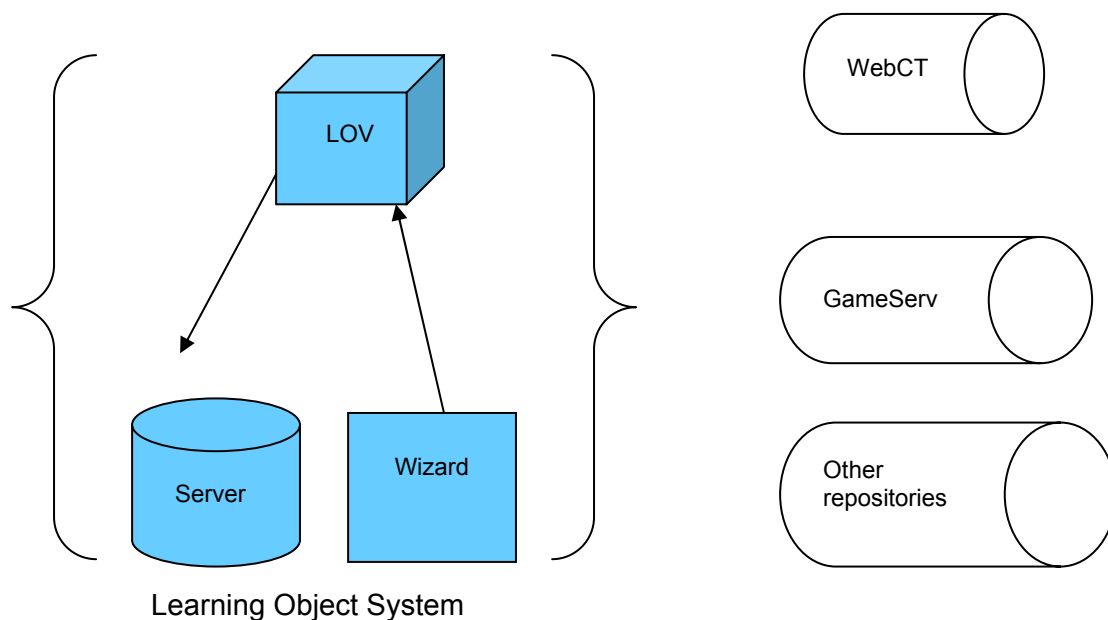 LOV
Server
Wizard
Learning Object System
WebCT
GameServ
Other
repositories